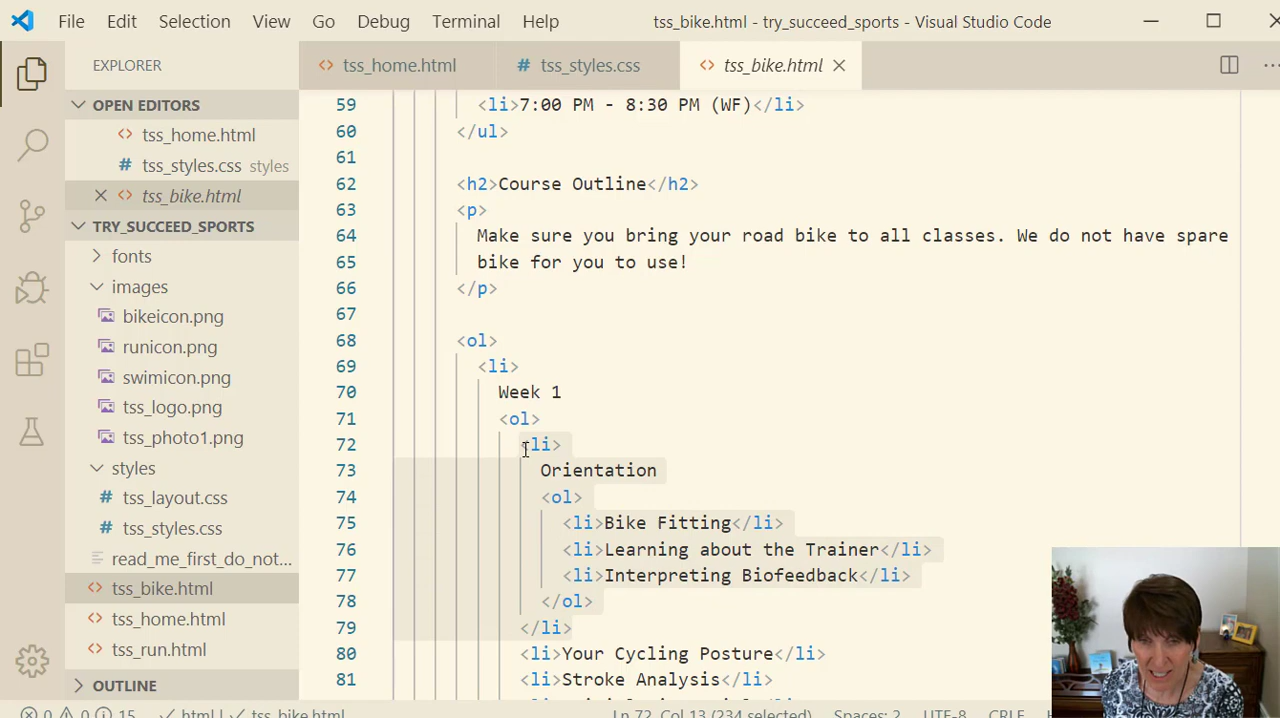 File Edit Selection View Go Debug Terminal Help tss_bike.html - try_succeed_sports - Visual Studio Code
EXPLORER
OPEN EDITORS
tss_home.html
tss_styles.css styles
tss_bike.html
TRY_SUCCEED_SPORTS
fonts
images
bikeicon.png
runicon.png
swimicon.png
tss_logo.png
tss_photo1.png
styles
tss_layout.css
tss_styles.css
read_me_first_do_not...
tss_bike.html
tss_home.html
tss_run.html
OUTLINE
tss_home.html # tss_styles.css tss_bike.html
59 <li>7:00 PM - 8:30 PM (WF)</li>
60 </ul>
61
62 <h2>Course Outline</h2>
63 <p>
64 Make sure you bring your road bike to all classes. We do not have spare
65 bike for you to use!
66 </p>
67
68 <ol>
69 <li>
70 Week 1
71 <ol>
72 <li>
73 Orientation
74 <ol>
75 <li>Bike Fitting</li>
76 <li>Learning about the Trainer</li>
77 <li>Interpreting Biofeedback</li>
78 </ol>
79 </li>
80 <li>Your Cycling Posture</li>
81 <li>Stroke Analysis</li>
0 0 15 html tss_bike.html Ln 72, Col 13 (234 selected) Spaces: 2 UTF-8 CRLF